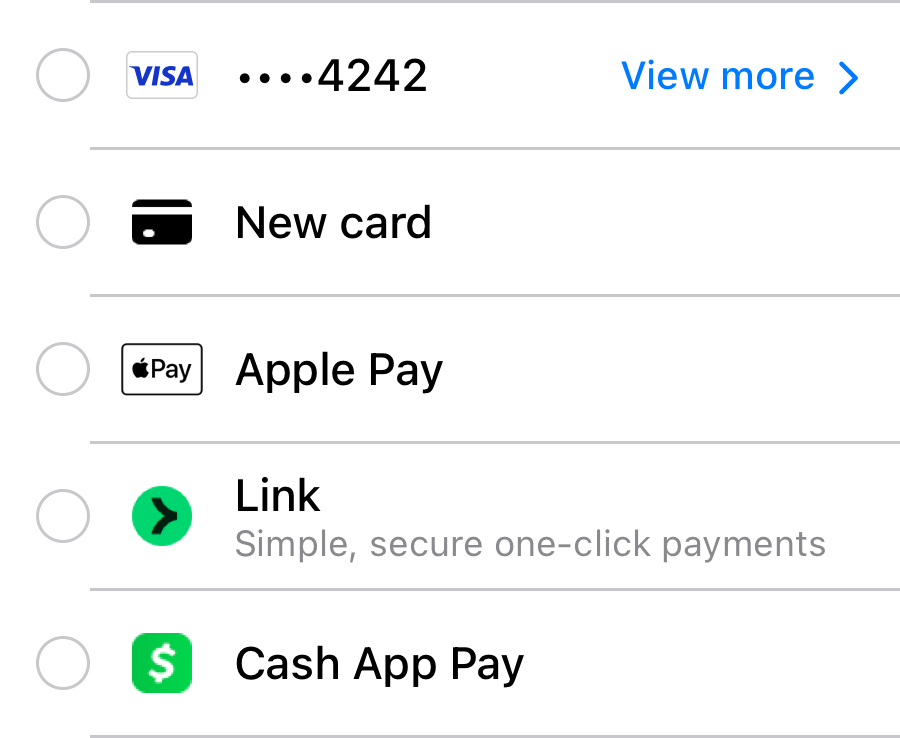 VISA ••••4242 View more
New card
Pay Apple Pay
Link
Simple, secure one-click payments
$ Cash App Pay